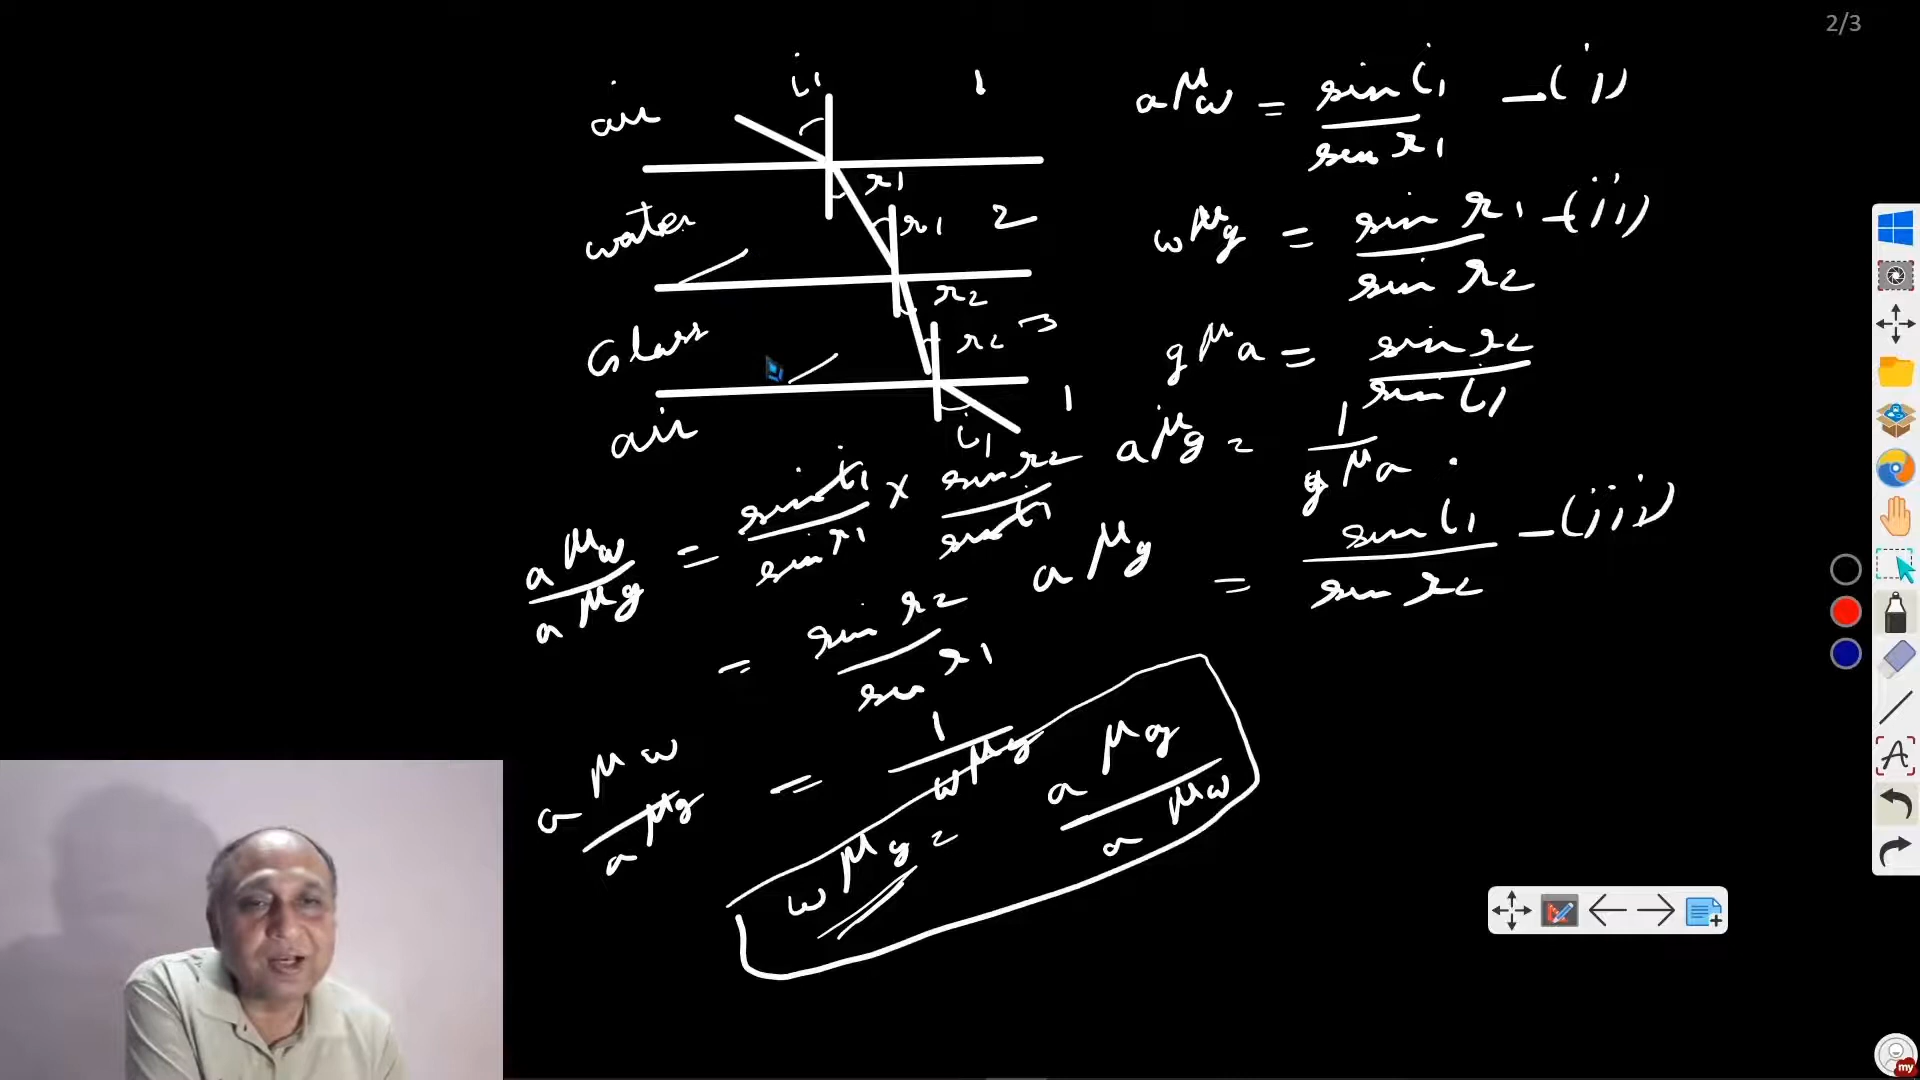 2/3
air i1 1
r1
water r1 2
r2
Glass r2 3
air i1 1
aμw = sin i1 / sin r1 -(i)
wμg = sin r1 / sin r2 -(ii)
gμa = sin r2 / sin i1
aμg = 1 / gμa
aμg = sin i1 / sin r2 -(iii)
aμw / aμg = sin i1 / sin r1 × sin r2 / sin i1
= sin r2 / sin r1
aμw / aμg = 1 / wμg
wμg = aμg / aμw
A
my